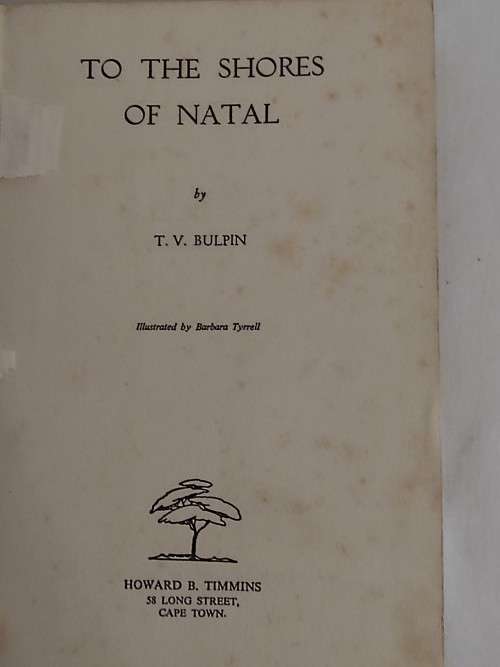 TO THE SHORES
OF NATAL
by
T. V. BULPIN
Illustrated by Barbara Tyrrell
HOWARD B. TIMMINS
58 LONG STREET,
CAPE TOWN.